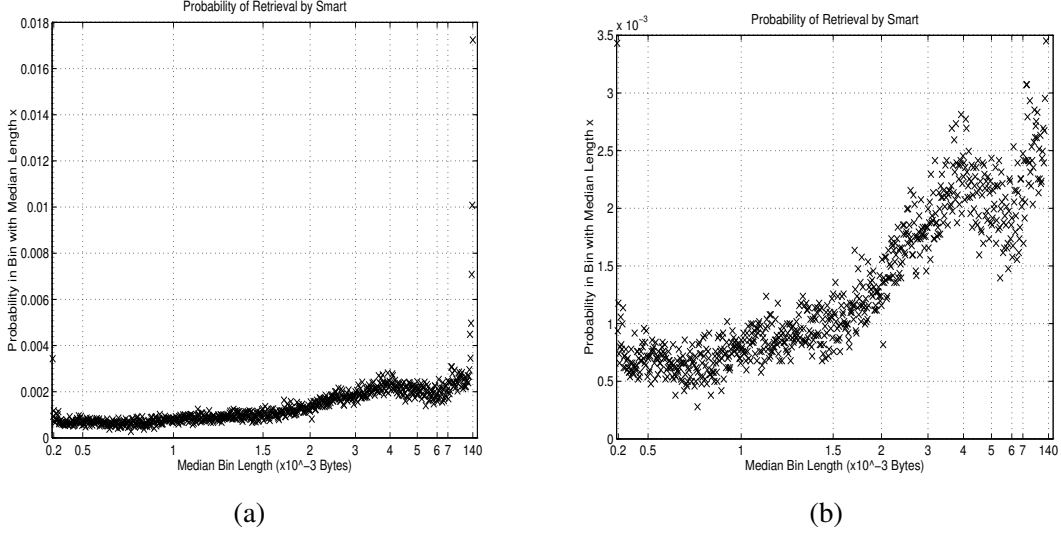 Probability of Retrieval by Smart
Probability in Bin with Median Length x
0.018
0.016
0.014
0.012
0.01
0.008
0.006
0.004
0.002
0
0.2 0.5 1 1.5 2 3 4 5 6 7 140
Median Bin Length (x10^−3 Bytes)
(a)
x 10^−3
Probability of Retrieval by Smart
Probability in Bin with Median Length x
3.5
3
2.5
2
1.5
1
0.5
0
0.2 0.5 1 1.5 2 3 4 5 6 7 140
Median Bin Length (x10^−3 Bytes)
(b)